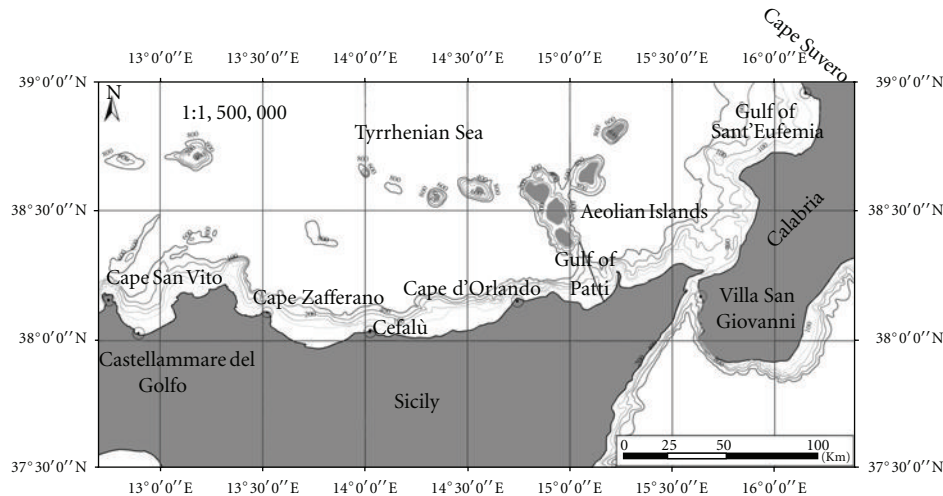 Cape Suvero
13°0′0′′E 13°30′0′′E 14°0′0′′E 14°30′0′′E 15°0′0′′E 15°30′0′′E 16°0′0′′E
39°0′0′′N
39°0′0′′N
N
1:1, 500, 000
Tyrrhenian Sea
Gulf of
Sant'Eufemia
38°30′0′′N
38°30′0′′N
Aeolian Islands
Calabria
Cape San Vito
Gulf of
Patti
Cape Zafferano
Cape d'Orlando
Villa San
Giovanni
Cefalù
38°0′0′′N
38°0′0′′N
Castellammare del
Golfo
Sicily
0 25 50 100
(Km)
37°30′0′′N
37°30′0′′N
13°0′0′′E 13°30′0′′E 14°0′0′′E 14°30′0′′E 15°0′0′′E 15°30′0′′E 16°0′0′′E